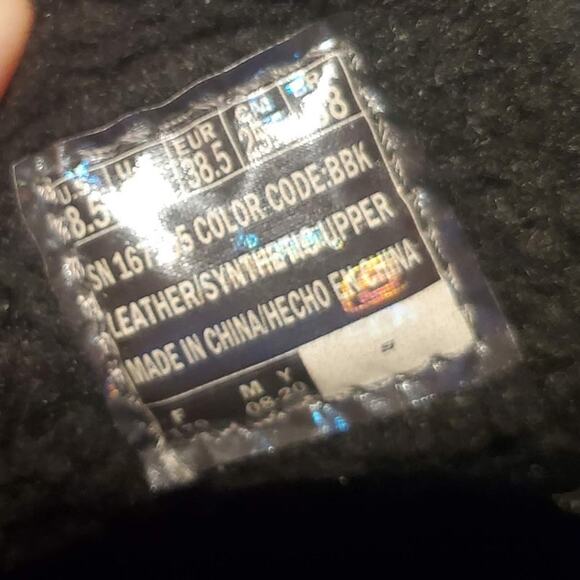 U.S. EUR CM
8.5 38.5
SN COLOR CODE:BBK
LEATHER/SYNTHETIC UPPER
MADE IN CHINA/HECHO EN CHINA
F M Y
08-20